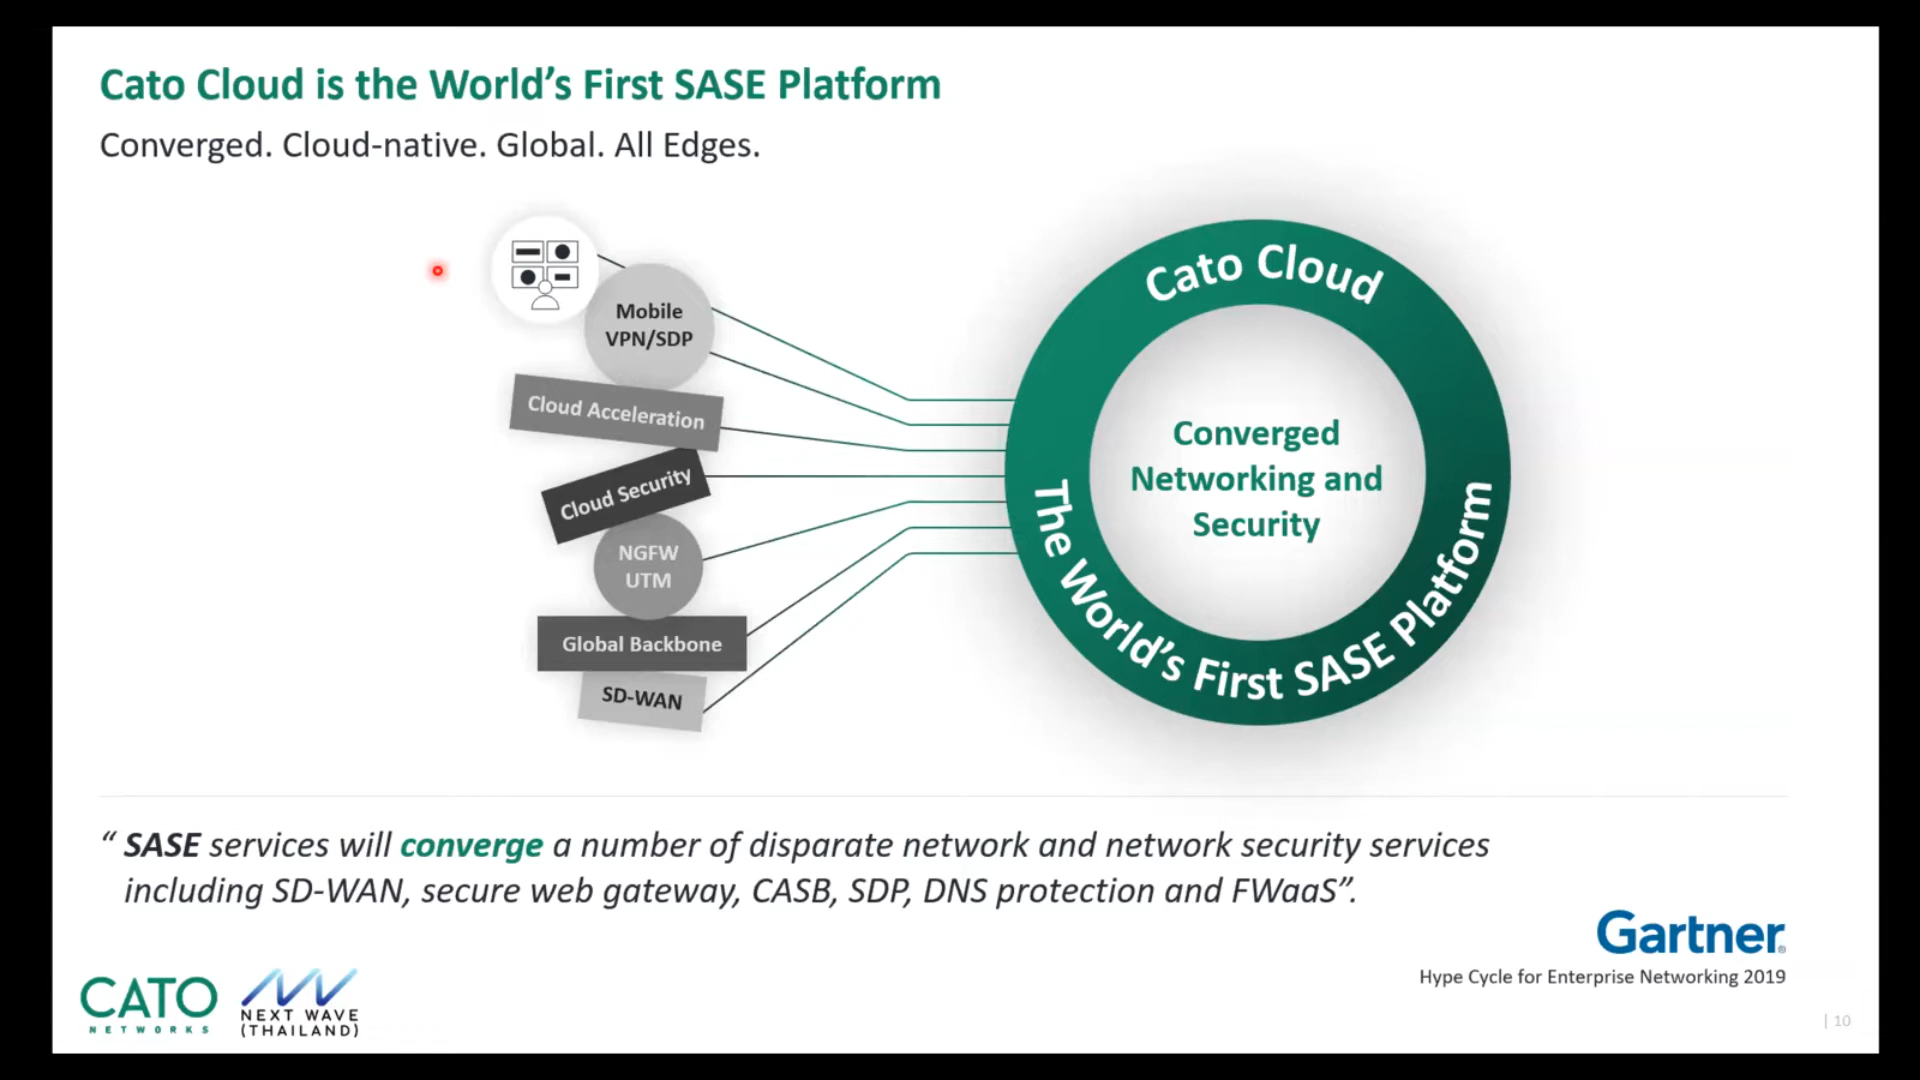 Cato Cloud is the World's First SASE Platform
Converged. Cloud-native. Global. All Edges.
Mobile
VPN/SDP
Cloud Acceleration
Cloud Security
NGFW
UTM
Global Backbone
SD-WAN
Cato Cloud
Converged
Networking and
Security
The World's First SASE Platform
“ SASE services will converge a number of disparate network and network security services
including SD-WAN, secure web gateway, CASB, SDP, DNS protection and FWaaS”.
Gartner®
Hype Cycle for Enterprise Networking 2019
CATO
NETWORKS
NEXT WAVE
(THAILAND)
| 10